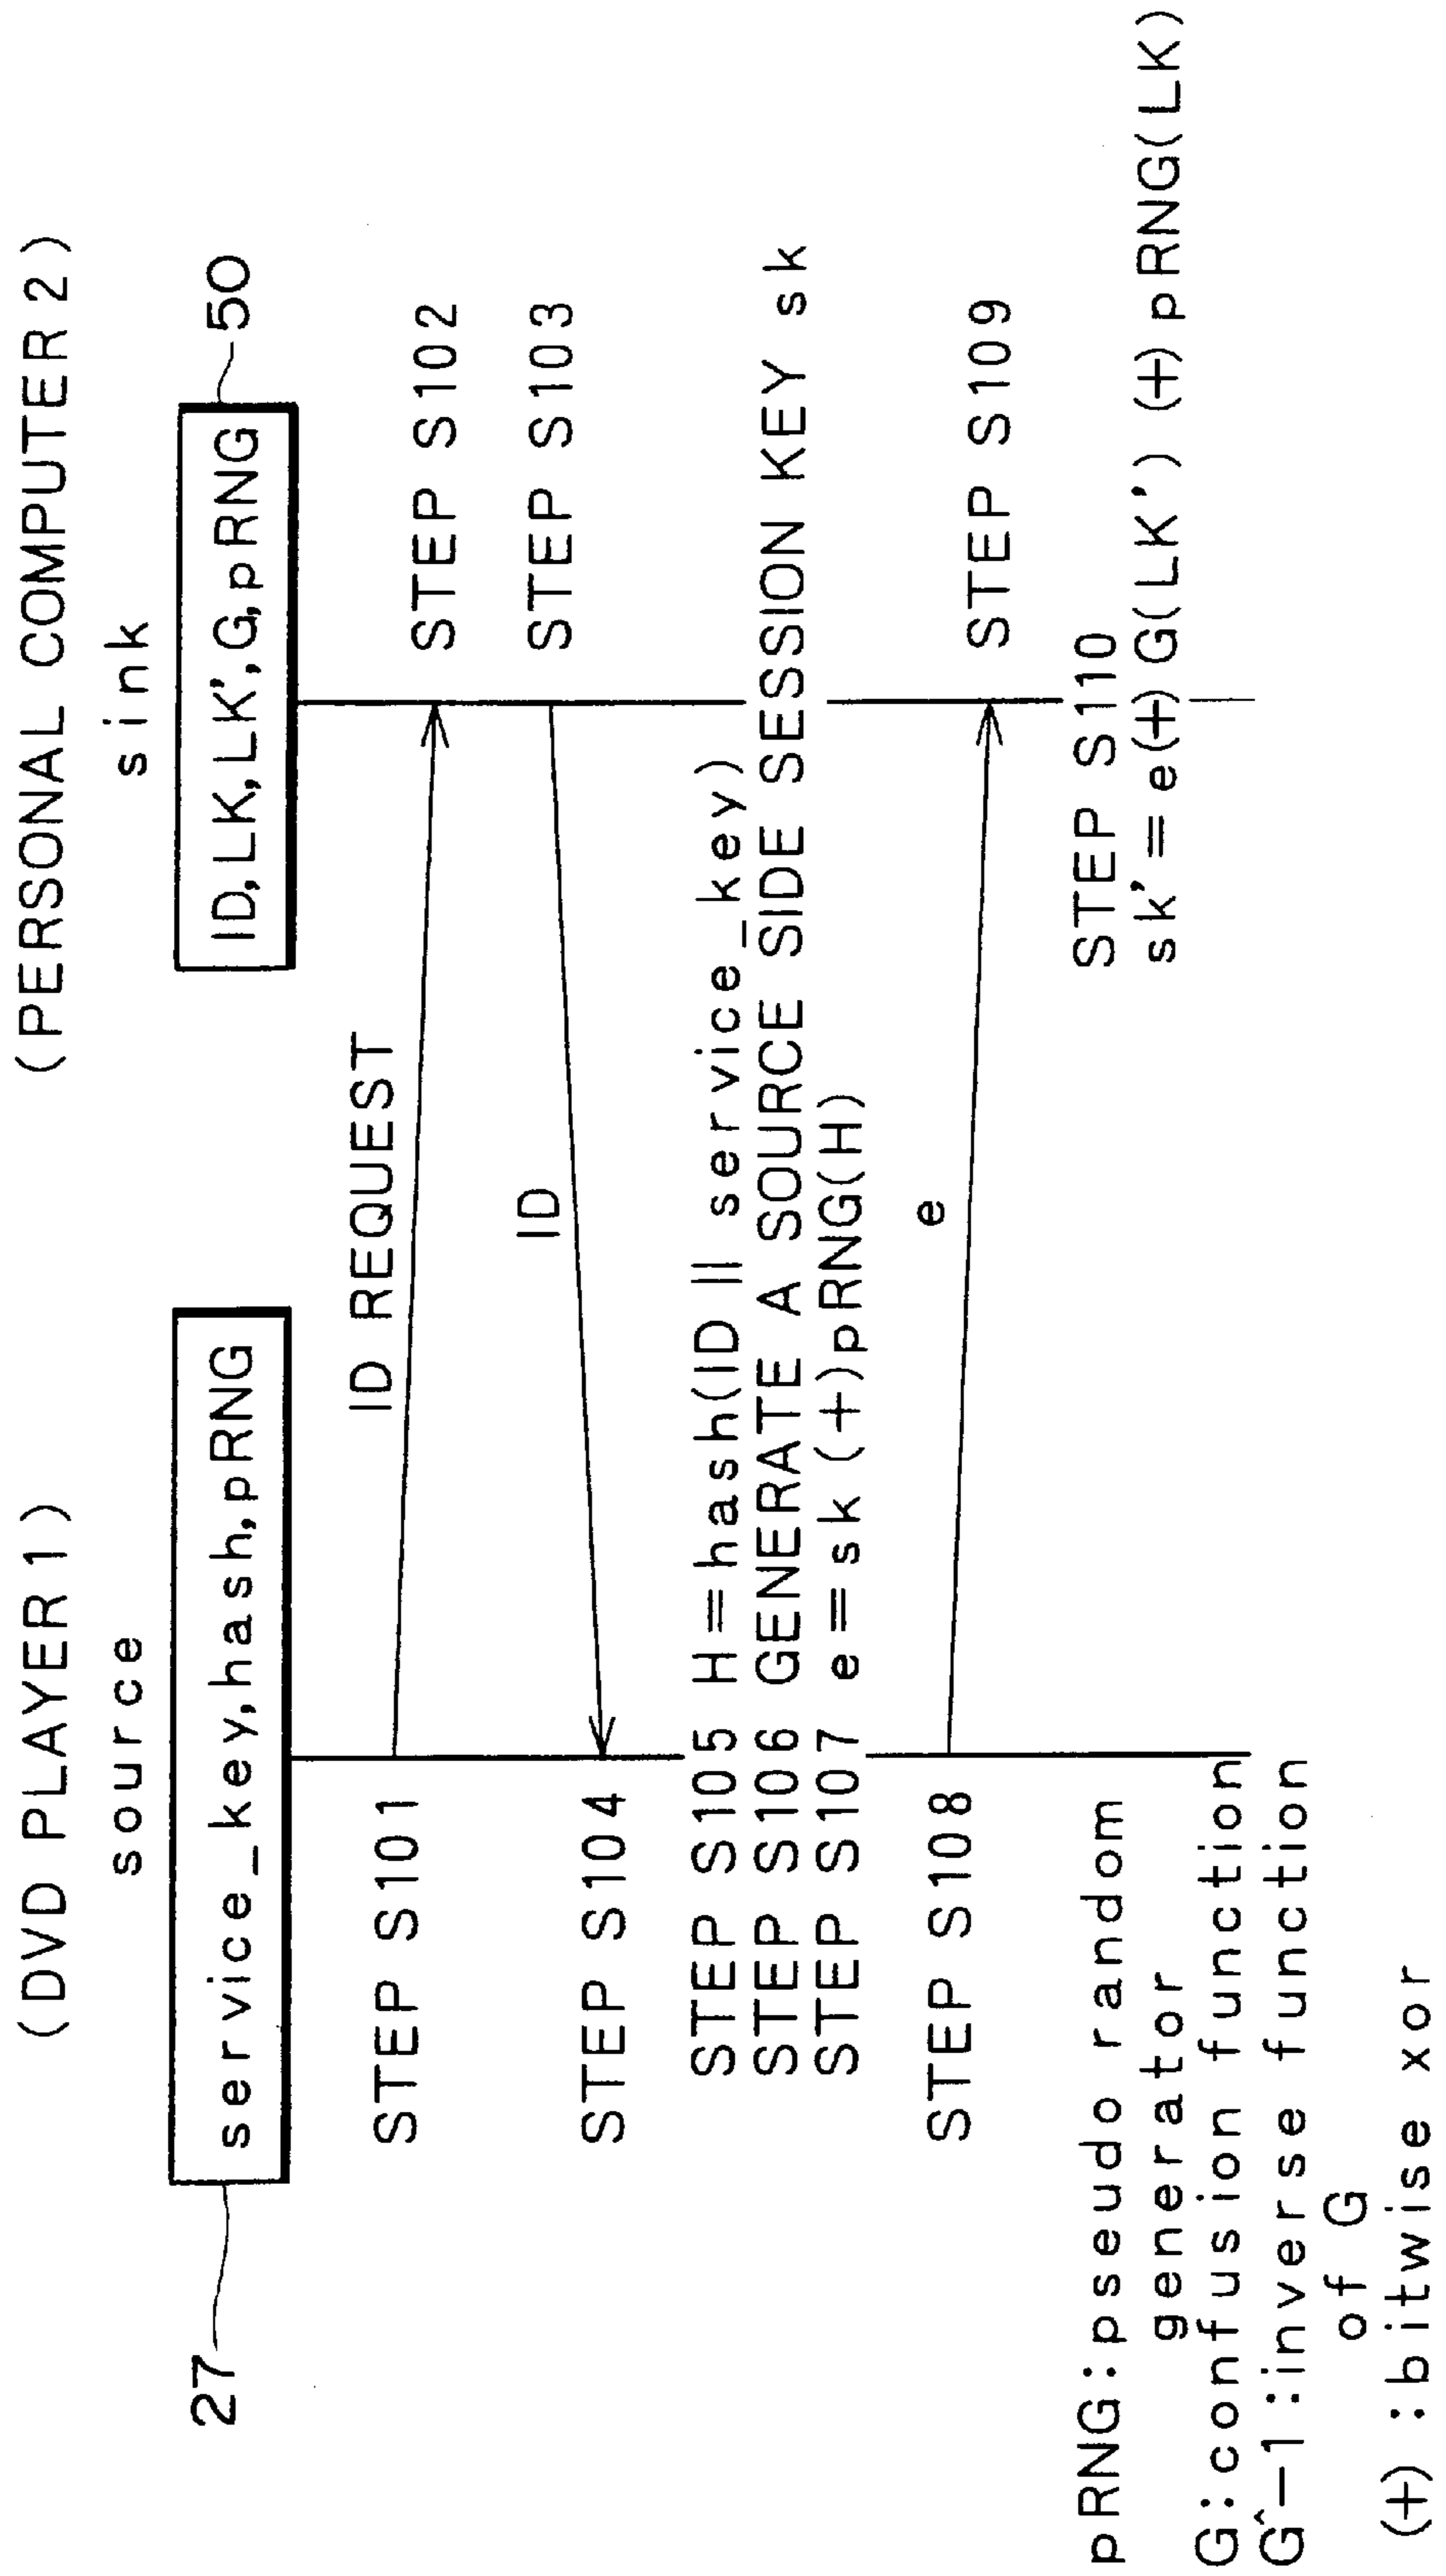 (DVD PLAYER 1)
(PERSONAL COMPUTER 2)
source
sink
27
service_key,hash,pRNG
ID,LK,LK',G,pRNG
50
STEP S101
ID REQUEST
STEP S102
ID
STEP S103
STEP S104
STEP S105 H=hash(ID || service_key)
STEP S106 GENERATE A SOURCE SIDE SESSION KEY sk
STEP S107 e=sk (+)pRNG(H)
STEP S108
e
STEP S109
STEP S110
sk'=e(+)G(LK') (+) pRNG(LK)
pRNG:pseudo random
generator
G:confusion function
G^-1:inverse function
of G
(+) :bitwise xor